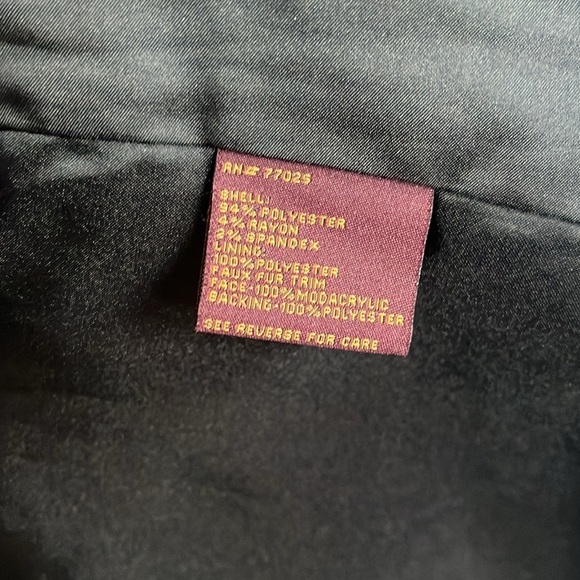 RN# 77025
SHELL:
94% POLYESTER
4% RAYON
2% SPANDEX
LINING:
100% POLYESTER
FAUX FUR TRIM
FACE-100% MODACRYLIC
BACKING-100% POLYESTER
SEE REVERSE FOR CARE